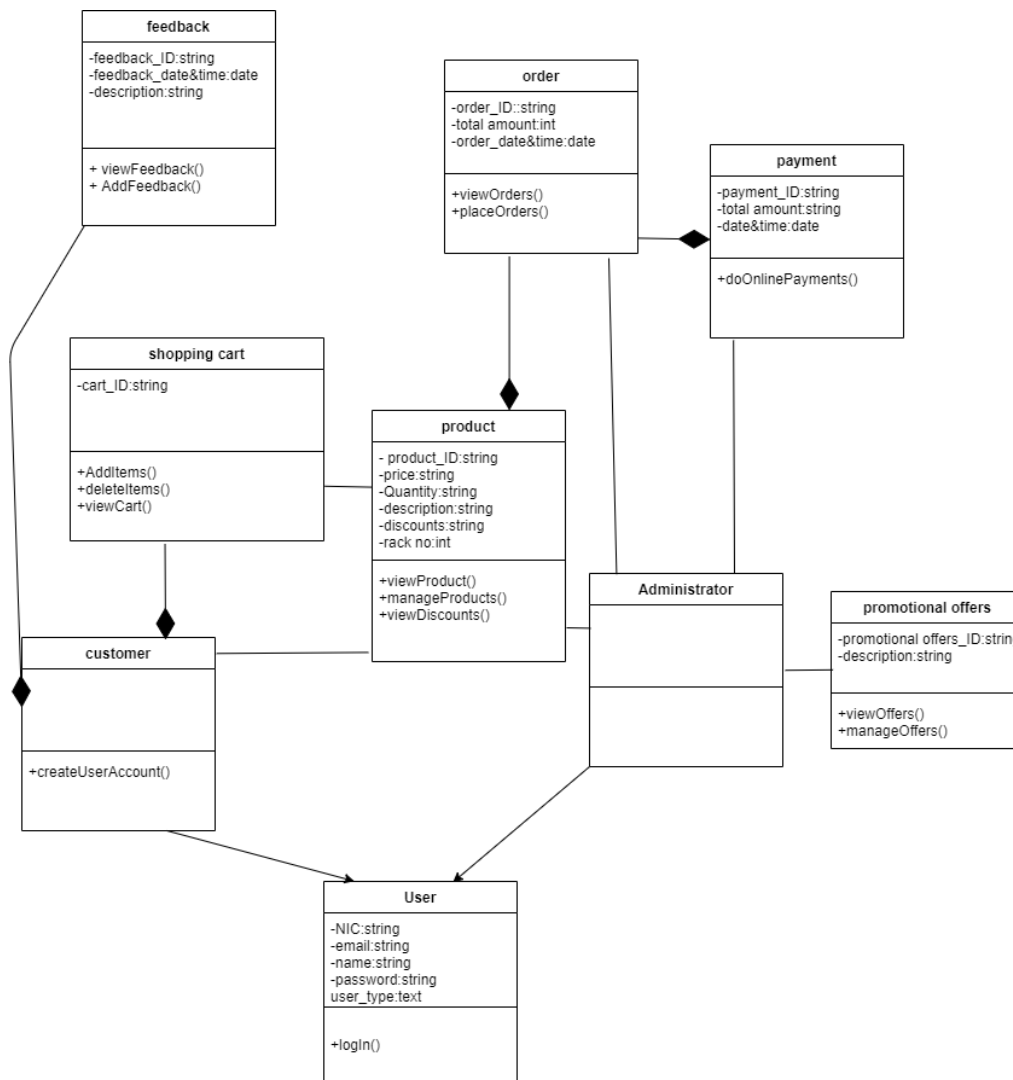 feedback
-feedback_ID:string
-feedback_date&time:date
-description:string
+ viewFeedback()
+ AddFeedback()
order
-order_ID::string
-total amount:int
-order_date&time:date
+viewOrders()
+placeOrders()
payment
-payment_ID:string
-total amount:string
-date&time:date
+doOnlinePayments()
shopping cart
-cart_ID:string
+AddItems()
+deleteItems()
+viewCart()
product
- product_ID:string
-price:string
-Quantity:string
-description:string
-discounts:string
-rack no:int
+viewProduct()
+manageProducts()
+viewDiscounts()
Administrator
promotional offers
-promotional offers_ID:string
-description:string
+viewOffers()
+manageOffers()
customer
+createUserAccount()
User
-NIC:string
-email:string
-name:string
-password:string
user_type:text
+logIn()